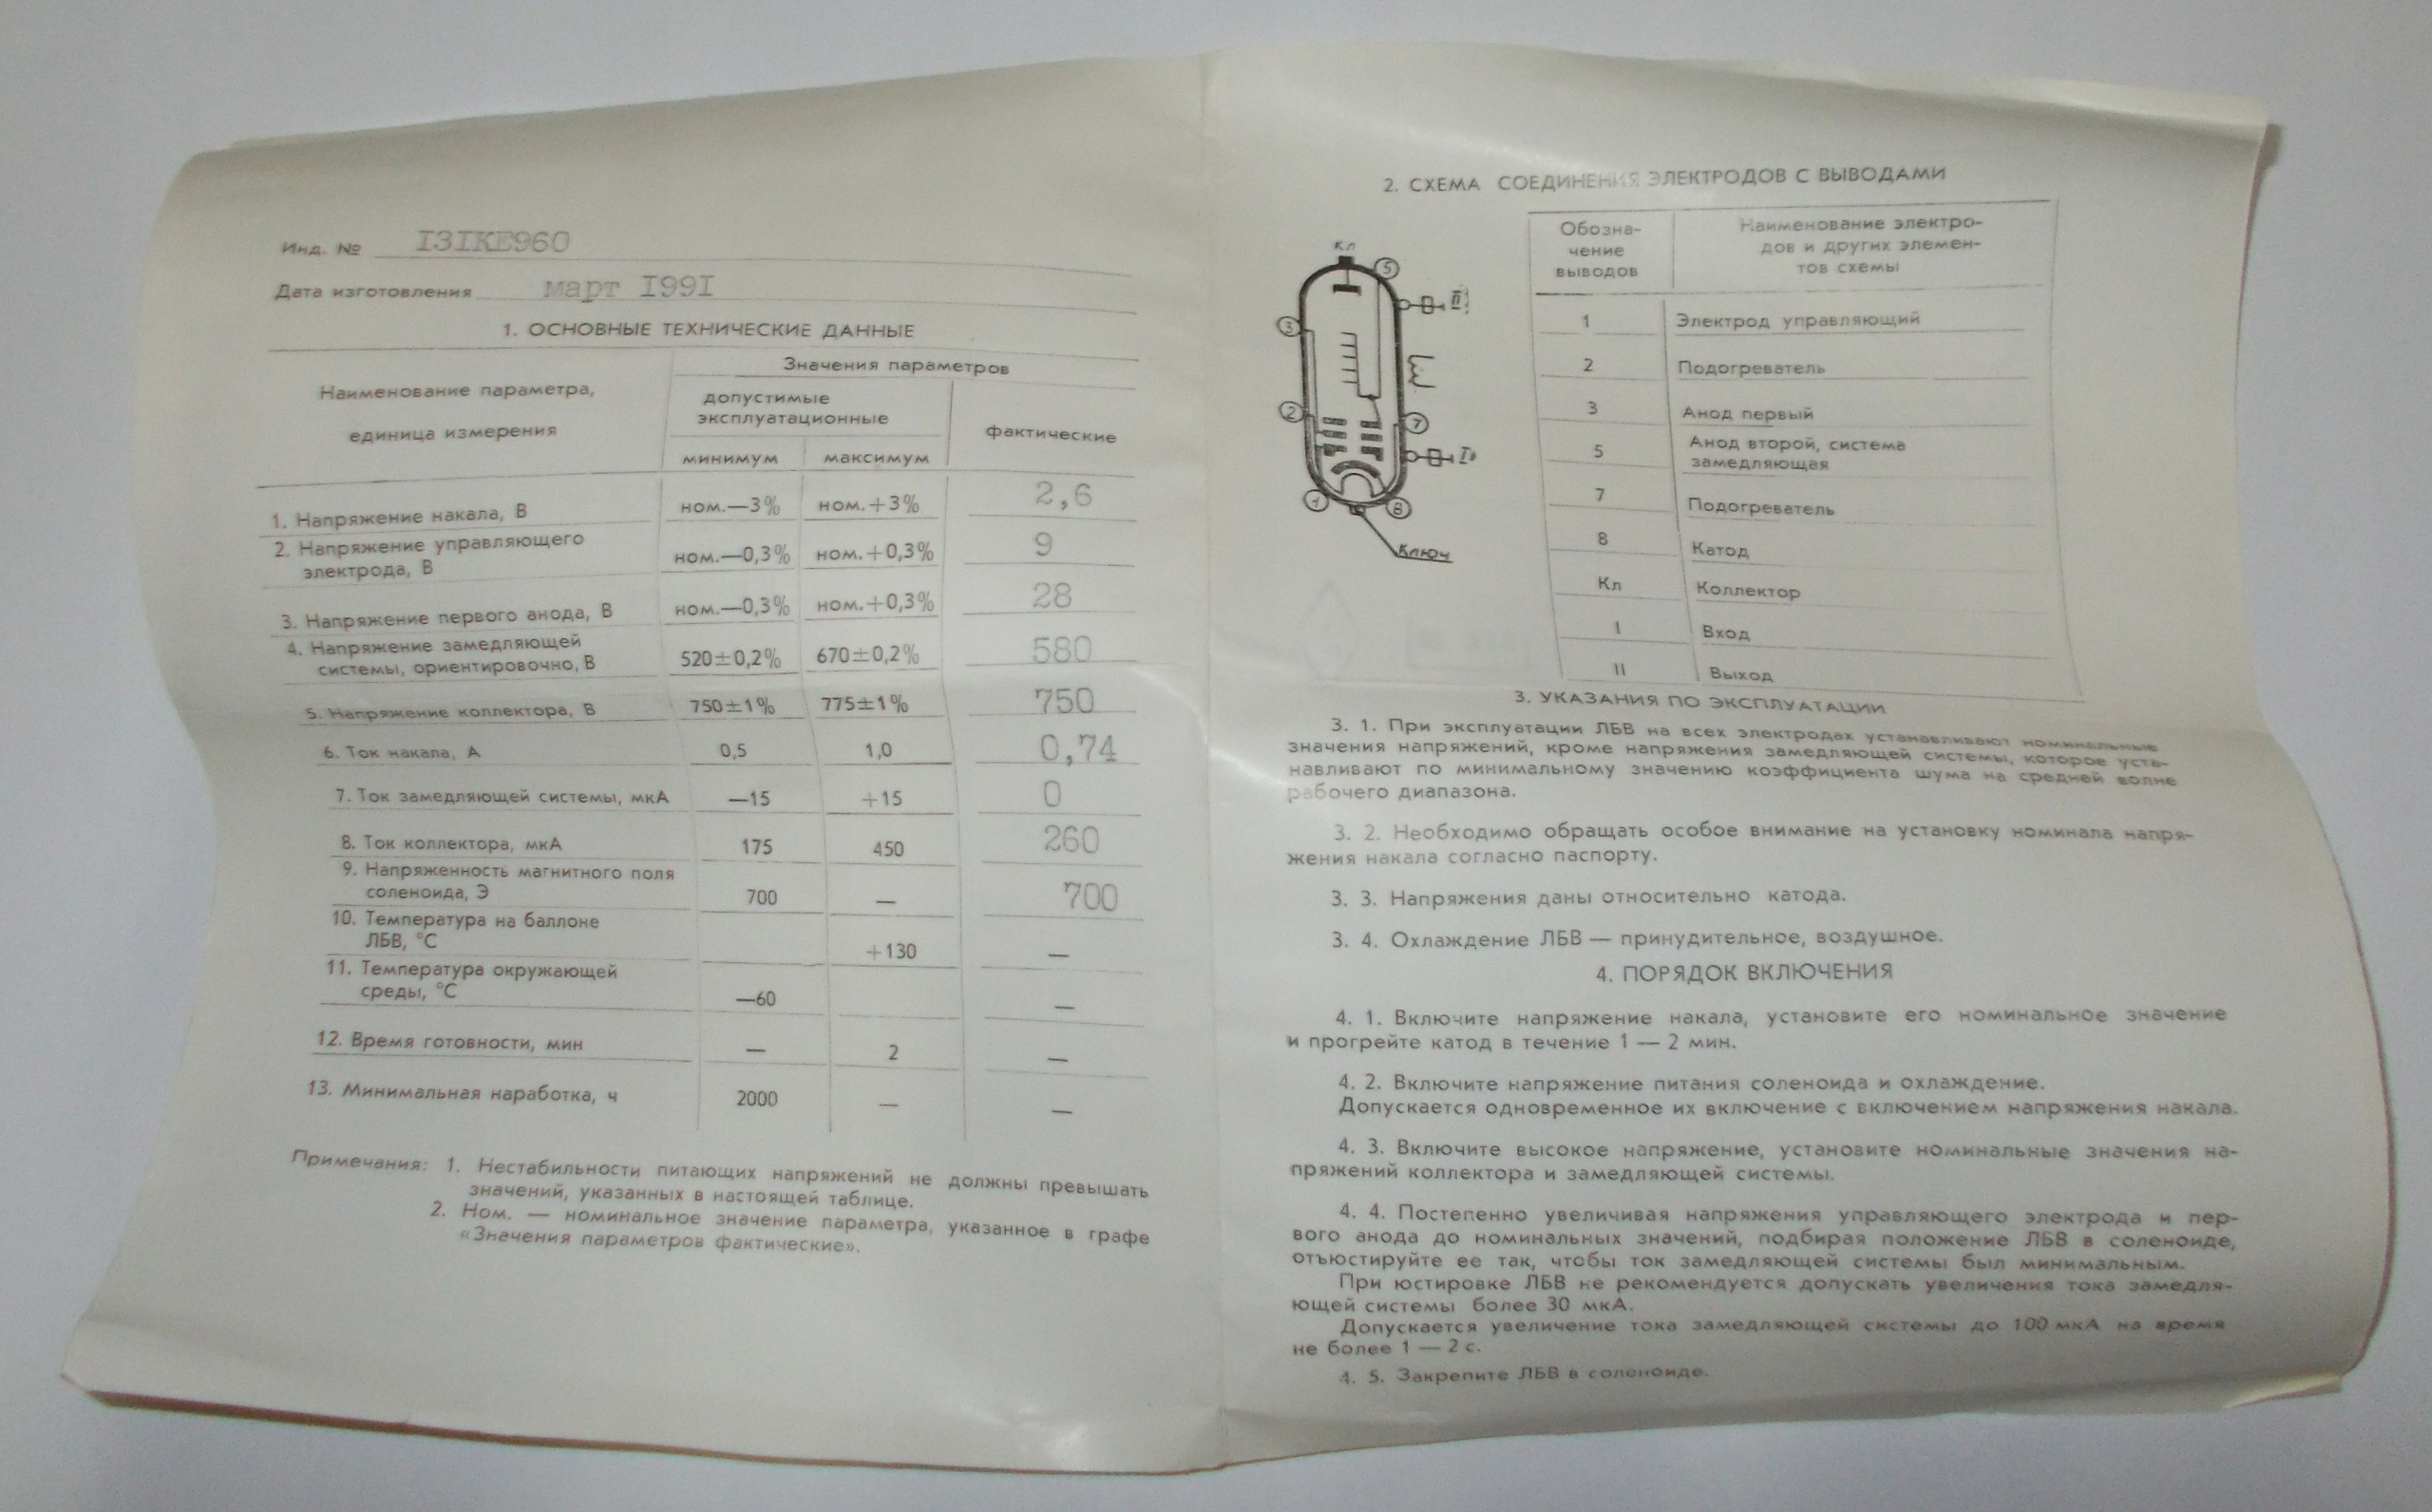 Инд. № I3IКЕ960
Дата изготовления март I99I
1. ОСНОВНЫЕ ТЕХНИЧЕСКИЕ ДАННЫЕ
Наименование параметра,
единица измерения
Значения параметров
допустимые
эксплуатационные
фактические
минимум максимум
1. Напряжение накала, В ном.—3% ном.+3% 2,6
2. Напряжение управляющего
электрода, В ном.—0,3% ном.+0,3% 9
3. Напряжение первого анода, В ном.—0,3% ном.+0,3% 28
4. Напряжение замедляющей
системы, ориентировочно, В 520±0,2% 670±0,2% 580
5. Напряжение коллектора, В 750±1% 775±1% 750
6. Ток накала, А 0,5 1,0 0,74
7. Ток замедляющей системы, мкА —15 +15 0
8. Ток коллектора, мкА 175 450 260
9. Напряженность магнитного поля
соленоида, Э 700 — 700
10. Температура на баллоне
ЛБВ, °С +130 —
11. Температура окружающей
среды, °С —60 —
12. Время готовности, мин — 2 —
13. Минимальная наработка, ч 2000 — —
Примечания: 1. Нестабильности питающих напряжений не должны превышать
значений, указанных в настоящей таблице.
2. Ном. — номинальное значение параметра, указанное в графе
«Значения параметров фактические».
2. СХЕМА СОЕДИНЕНИЯ ЭЛЕКТРОДОВ С ВЫВОДАМИ
Кл
5
II
3
2
7
I
1
8
Ключ
Обозна-
чение
выводов
Наименование электро-
дов и других элемен-
тов схемы
1 Электрод управляющий
2 Подогреватель
3 Анод первый
5 Анод второй, система
замедляющая
7 Подогреватель
8 Катод
Кл Коллектор
I Вход
II Выход
3. УКАЗАНИЯ ПО ЭКСПЛУАТАЦИИ
3. 1. При эксплуатации ЛБВ на всех электродах устанавливают номинальные
значения напряжений, кроме напряжения замедляющей системы, которое уста-
навливают по минимальному значению коэффициента шума на средней волне
рабочего диапазона.
3. 2. Необходимо обращать особое внимание на установку номинала напря-
жения накала согласно паспорту.
3. 3. Напряжения даны относительно катода.
3. 4. Охлаждение ЛБВ — принудительное, воздушное.
4. ПОРЯДОК ВКЛЮЧЕНИЯ
4. 1. Включите напряжение накала, установите его номинальное значение
и прогрейте катод в течение 1 — 2 мин.
4. 2. Включите напряжение питания соленоида и охлаждение.
Допускается одновременное их включение с включением напряжения накала.
4. 3. Включите высокое напряжение, установите номинальные значения на-
пряжений коллектора и замедляющей системы.
4. 4. Постепенно увеличивая напряжения управляющего электрода и пер-
вого анода до номинальных значений, подбирая положение ЛБВ в соленоиде,
отъюстируйте ее так, чтобы ток замедляющей системы был минимальным.
При юстировке ЛБВ не рекомендуется допускать увеличения тока замедля-
ющей системы более 30 мкА.
Допускается увеличение тока замедляющей системы до 100 мкА на время
не более 1 — 2 с.
4. 5. Закрепите ЛБВ в соленоиде.